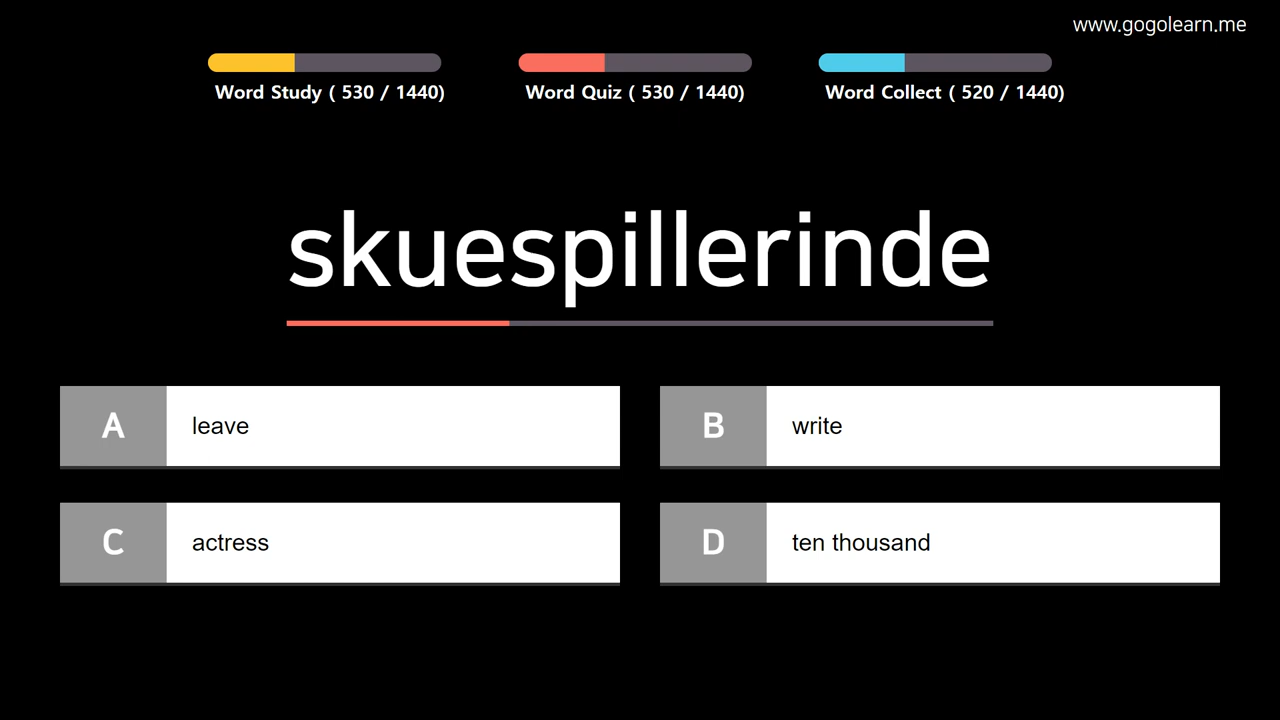 www.gogolearn.me
Word Study ( 530 / 1440)
Word Quiz ( 530 / 1440)
Word Collect ( 520 / 1440)
skuespillerinde
A leave
B write
C actress
D ten thousand